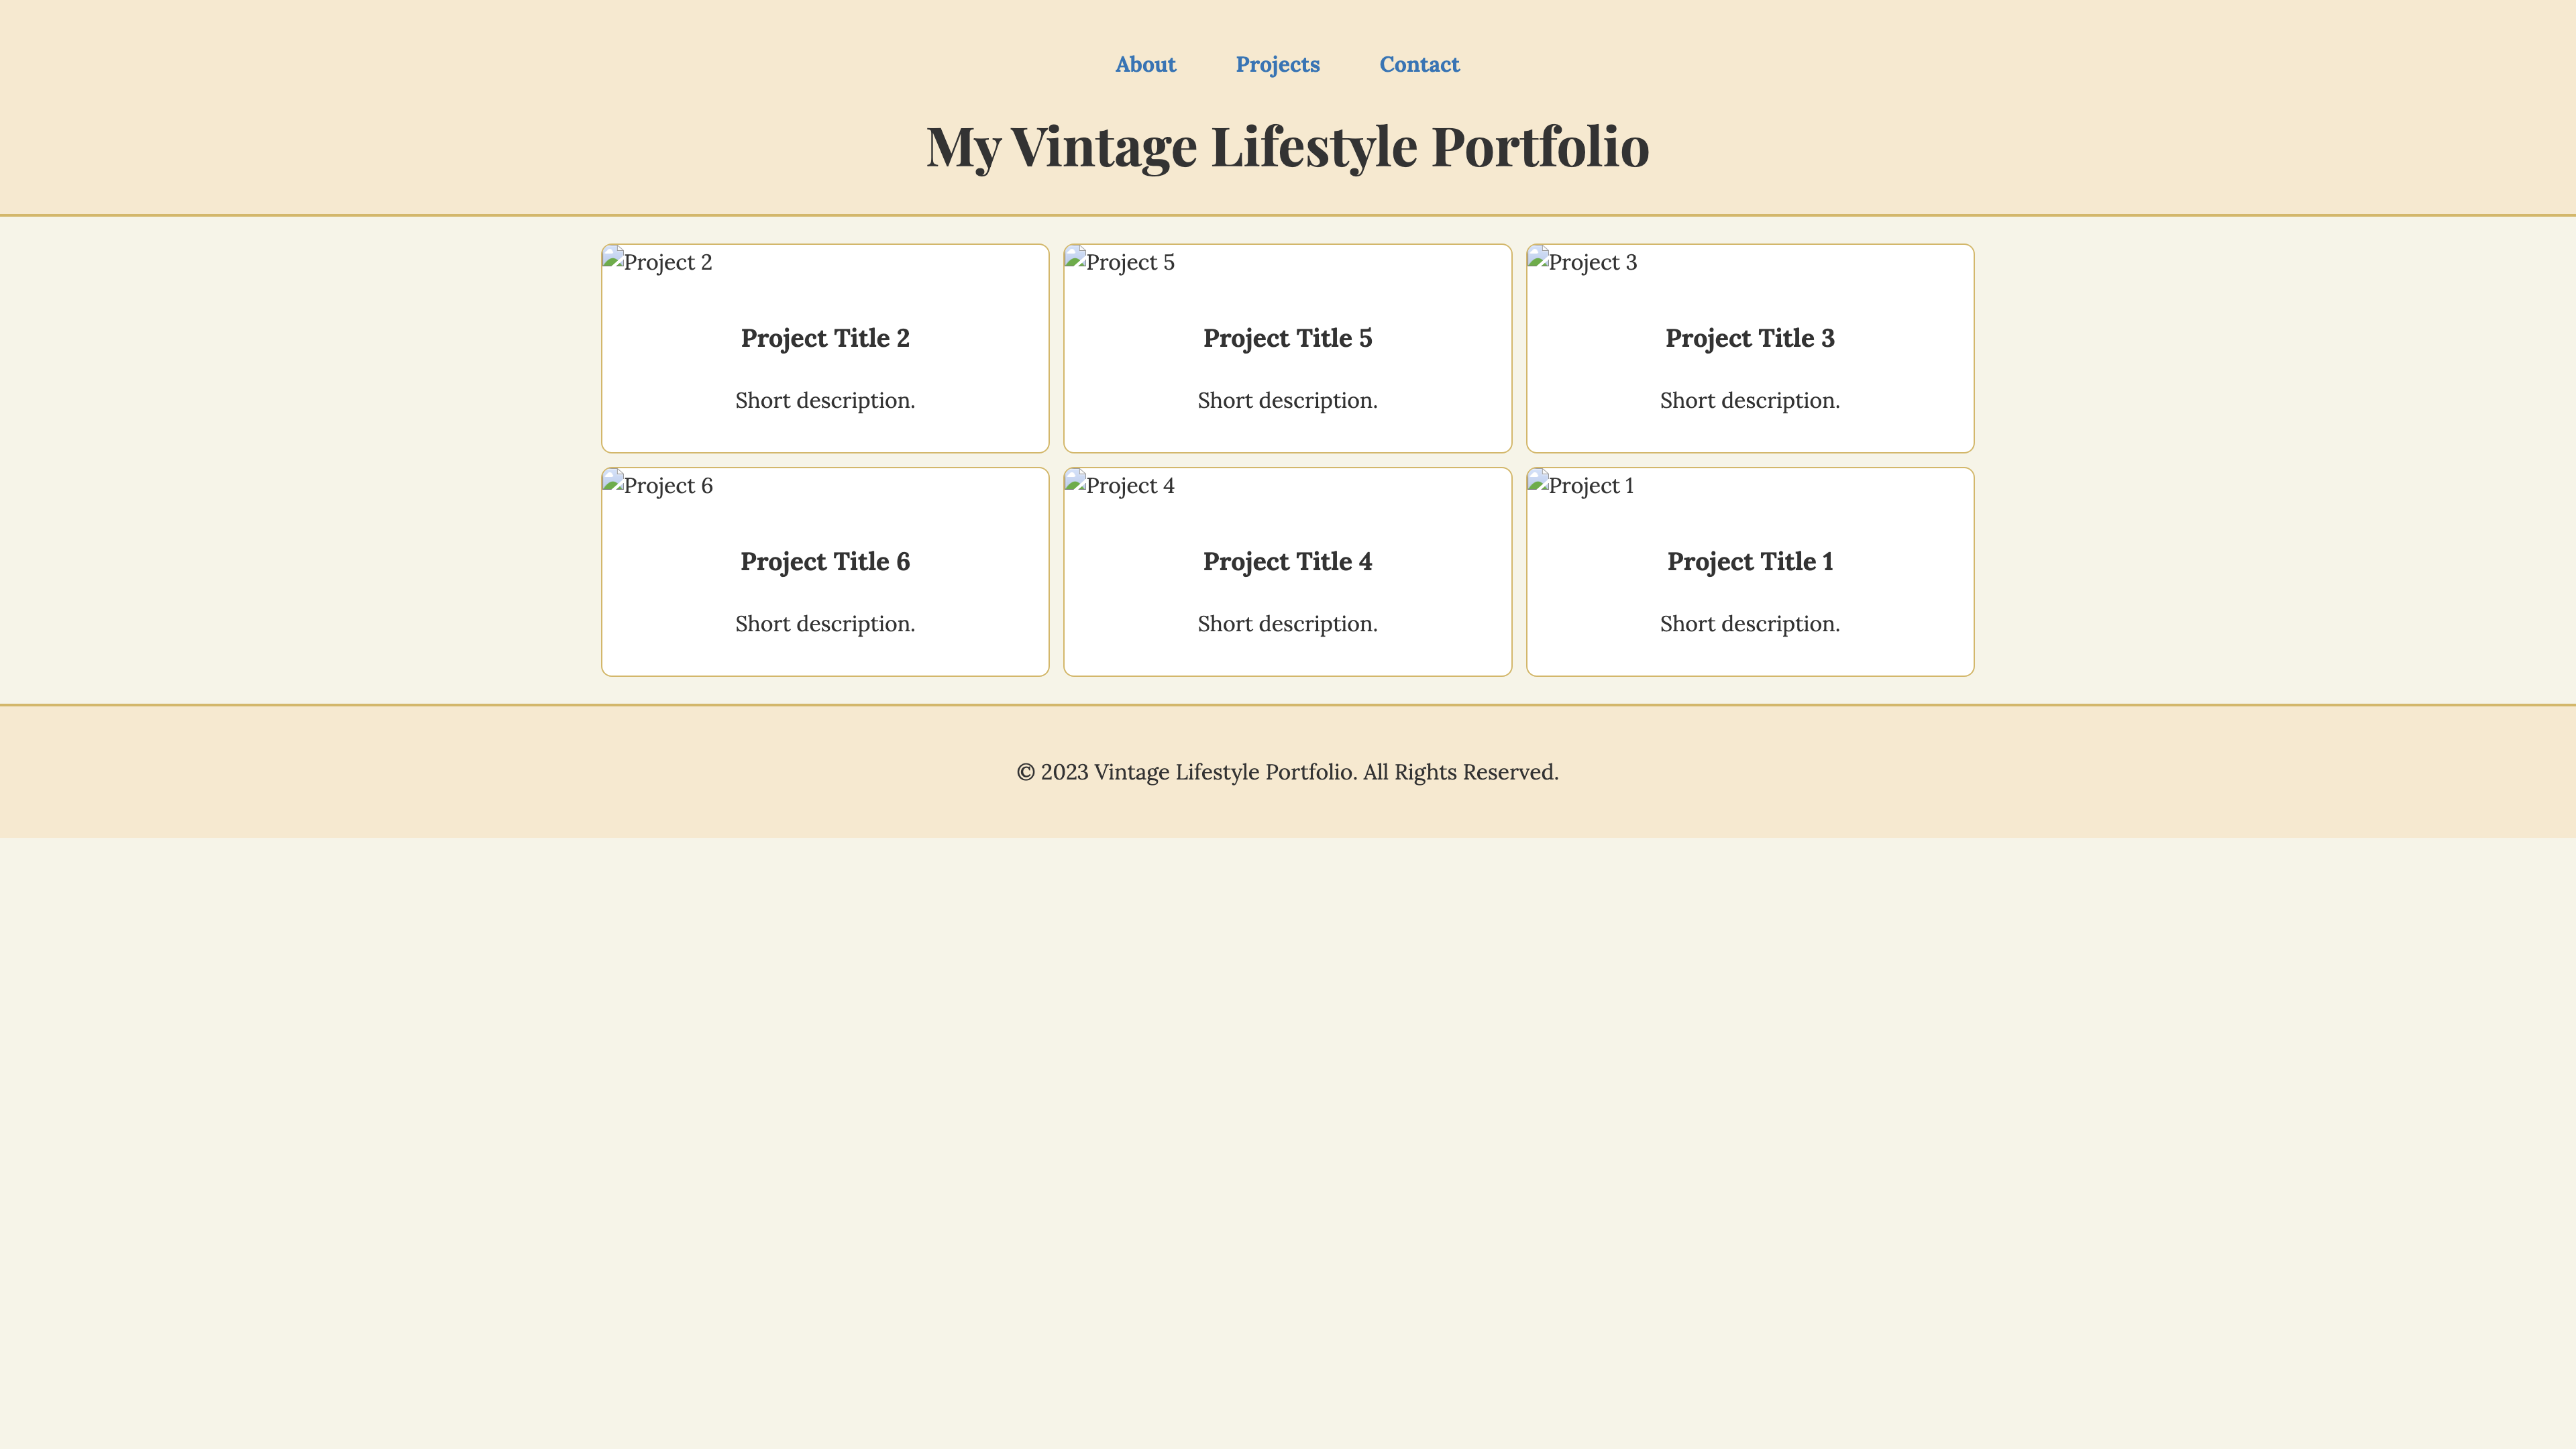 About Projects Contact
My Vintage Lifestyle Portfolio
Project 2
Project Title 2
Short description.
Project 5
Project Title 5
Short description.
Project 3
Project Title 3
Short description.
Project 6
Project Title 6
Short description.
Project 4
Project Title 4
Short description.
Project 1
Project Title 1
Short description.
© 2023 Vintage Lifestyle Portfolio. All Rights Reserved.